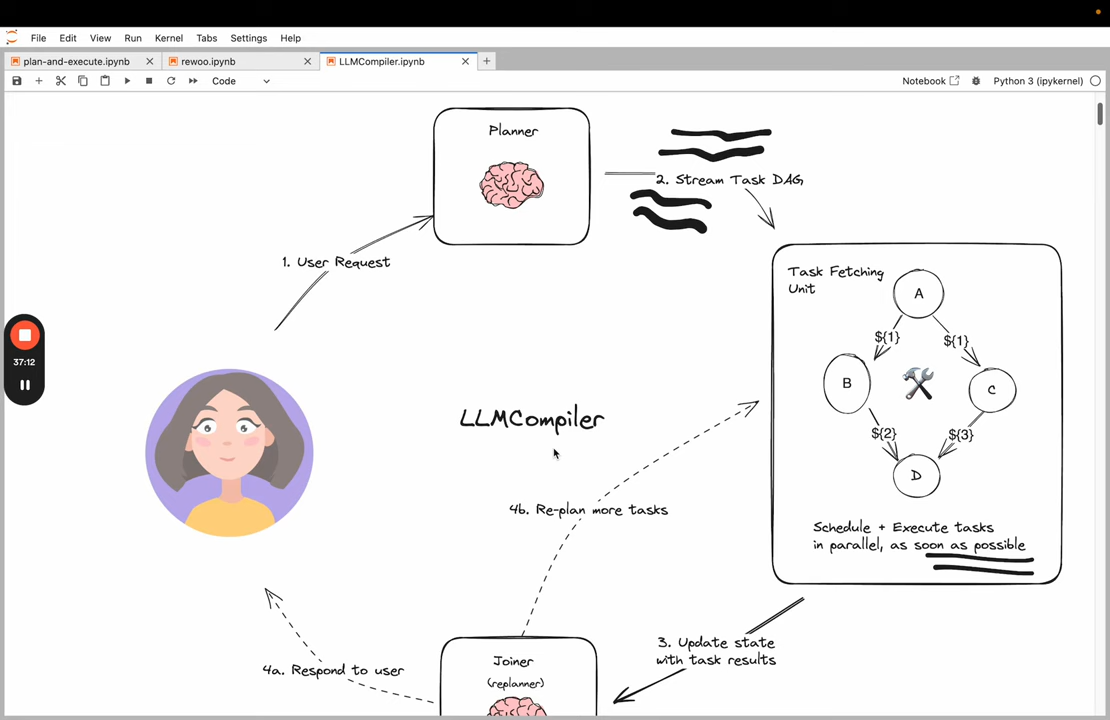 File Edit View Run Kernel Tabs Settings Help
plan-and-execute.ipynb
rewoo.ipynb
LLMCompiler.ipynb
Code
Notebook
Python 3 (ipykernel)
Planner
2. Stream Task DAG
1. User Request
Task Fetching
Unit
A
${1}
${1}
B
C
${2}
${3}
D
Schedule + Execute tasks
in parallel, as soon as possible
37:12
LLMCompiler
4b. Re-plan more tasks
3. Update state
with task results
4a. Respond to user
Joiner
(replanner)